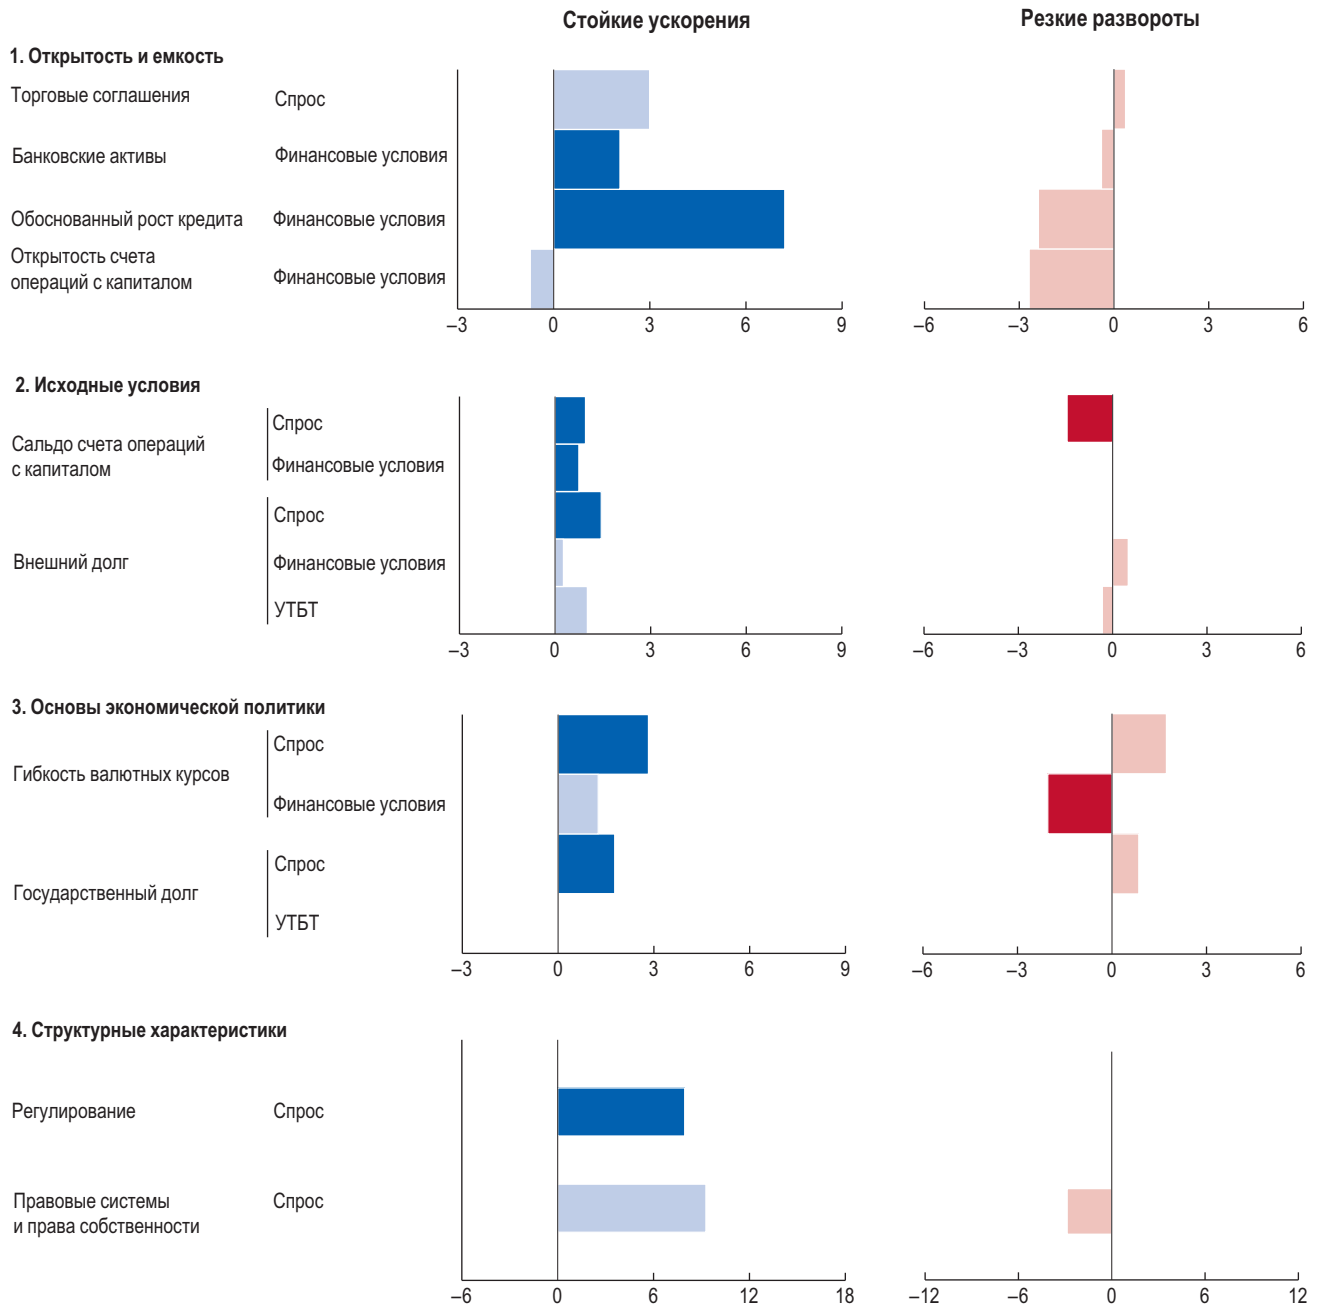 Стойкие ускорения
Резкие развороты
1. Открытость и емкость
Торговые соглашения
Спрос
Банковские активы
Финансовые условия
Обоснованный рост кредита
Финансовые условия
Открытость счета
операций с капиталом
Финансовые условия
–3 0 3 6 9
–6 –3 0 3 6
2. Исходные условия
Сальдо счета операций
с капиталом
Спрос
Финансовые условия
Внешний долг
Спрос
Финансовые условия
УТБТ
–3 0 3 6 9
–6 –3 0 3 6
3. Основы экономической политики
Гибкость валютных курсов
Спрос
Финансовые условия
Государственный долг
Спрос
УТБТ
–3 0 3 6 9
–6 –3 0 3 6
4. Структурные характеристики
Регулирование
Спрос
Правовые системы
и права собственности
Спрос
–6 0 6 12 18
–12 –6 0 6 12